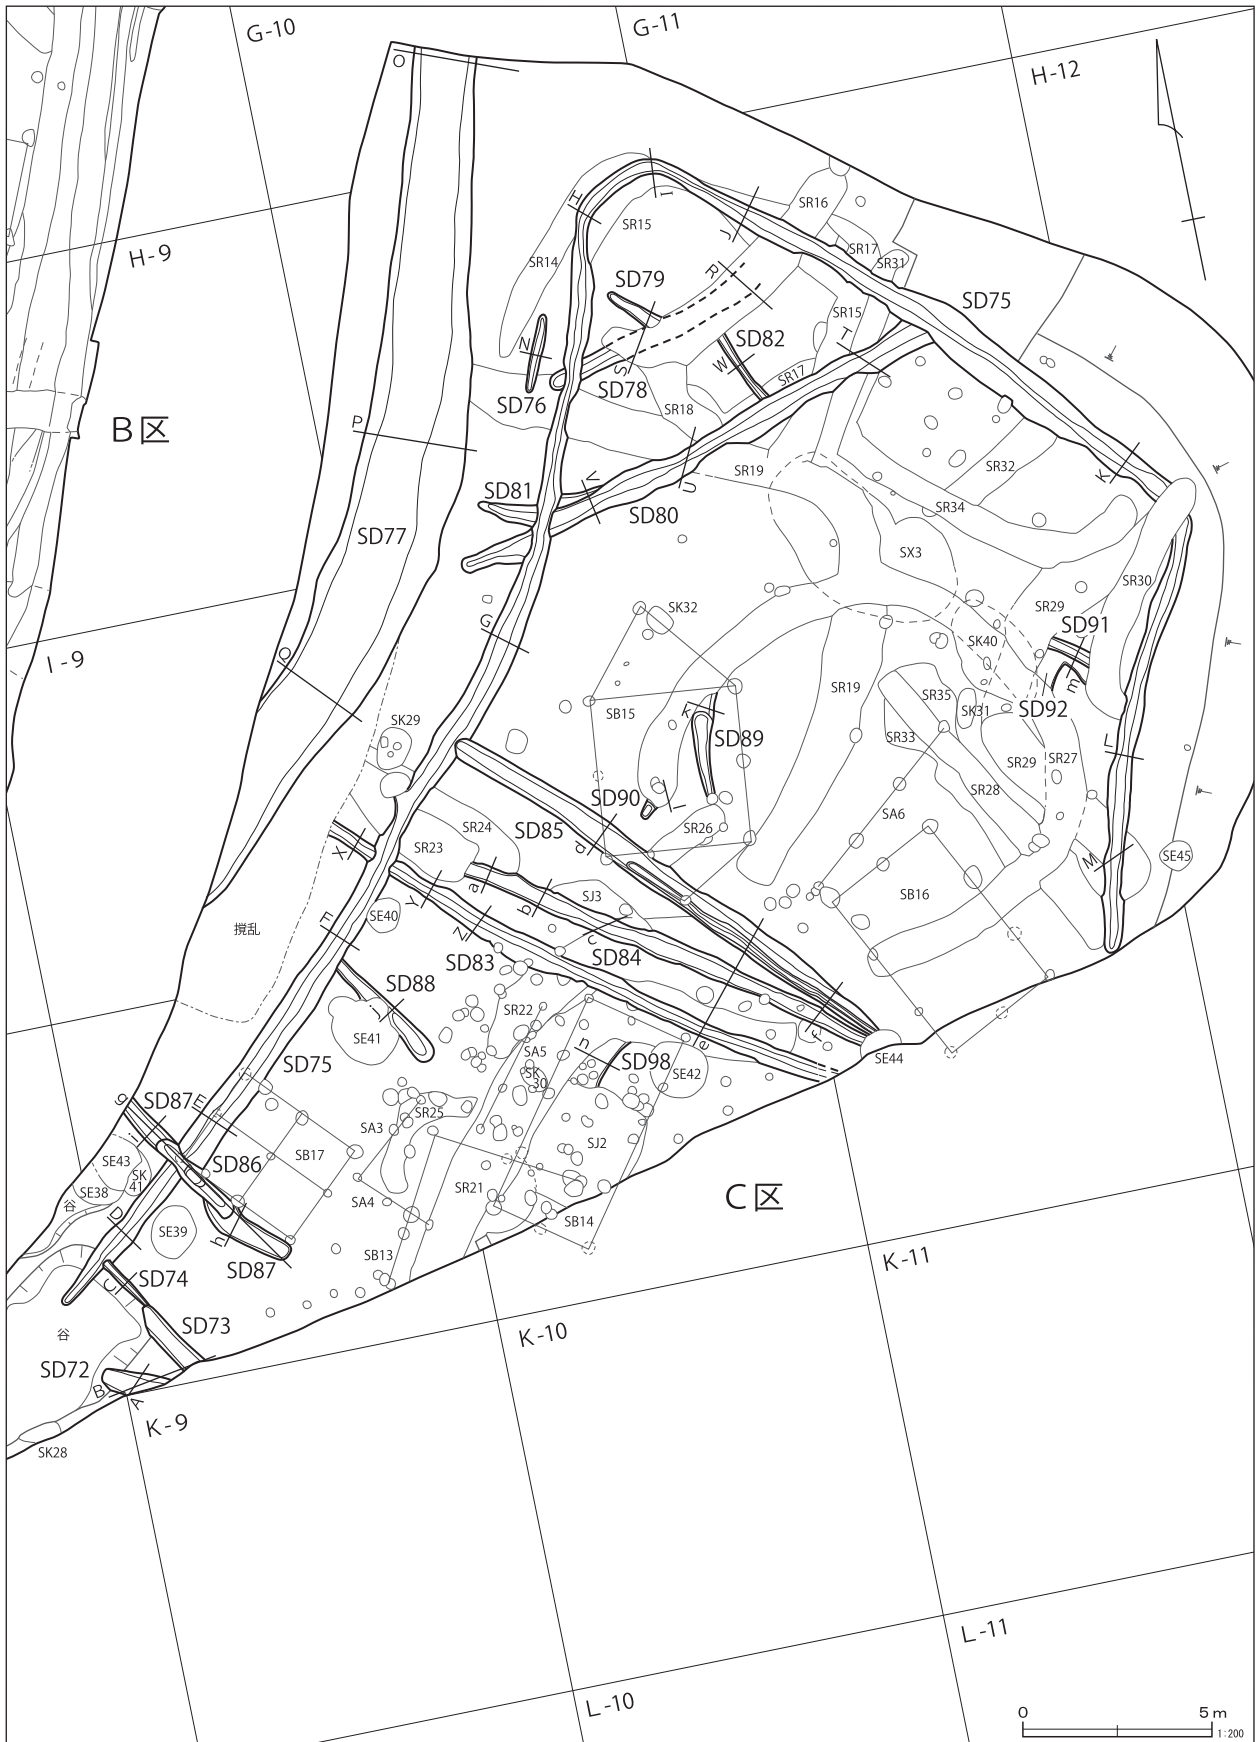 G-10
G-11
H-12
O
H
I
J
SR16
SR15
SR17
SR31
H-9
SR14
SD79
R
SD75
SR15
SD82
N
S
T
W
SR17
SD76
SD78
SR18
B区
P
SR19
SR32
K
SD81
V
U
SR34
SD80
SD77
SX3
SR30
SR29
SK32
SD91
G
SK40
I-9
Q
SR19
SR35
m
SB15
k
SK31
SD92
SK29
SD89
SR33
L
SR29
SR27
SD90
l
SR28
SR24
SD85
SR26
SA6
X
SR23
d
M
SE45
Y
a
b
SJ3
SB16
SE40
F
c
撹乱
Z
SD84
SD83
SD88
j
SR22
f
SE41
SA5
n
e
SE44
SD75
SK
30
SD98
SE42
g
SD87
E
SR25
i
SA3
SB17
SJ2
SE43
SD86
SK
41
SE38
SA4
SR21
C区
谷
D
SE39
SB14
h
SB13
SD87
K-11
C
SD74
谷
SD73
K-10
SD72
B
A
K-9
SK28
L-11
L-10
0
5m
1:200